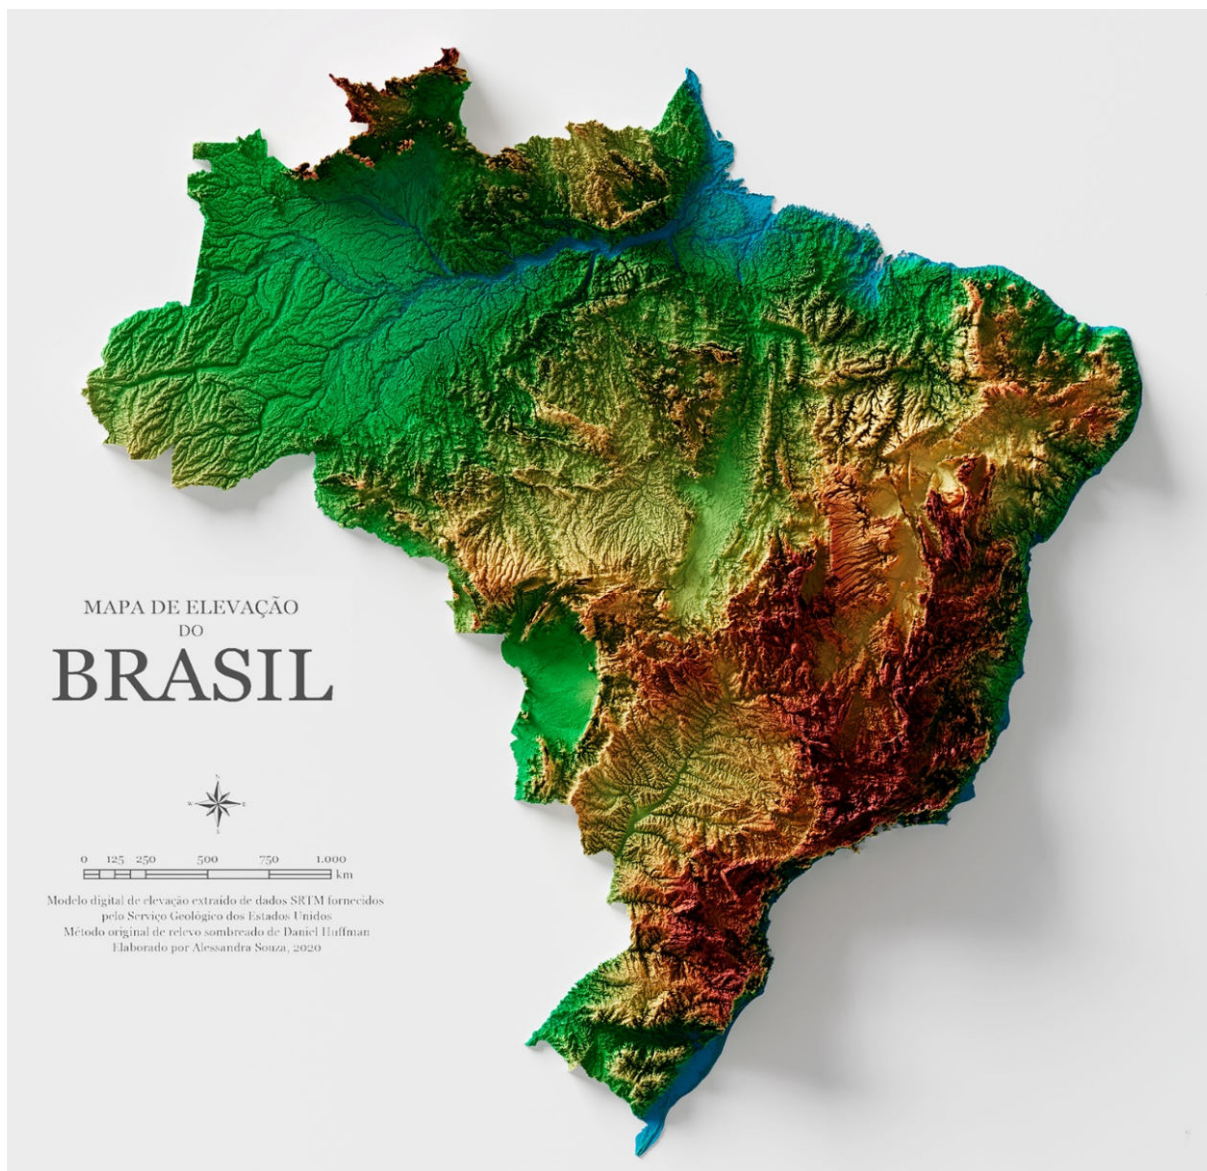 MAPA DE ELEVAÇÃO
DO
BRASIL
N
W E
S
0 125 250 500 750 1.000
km
Modelo digital de elevação extraído de dados SRTM fornecidos
pelo Serviço Geológico dos Estados Unidos
Método original de relevo sombreado de Daniel Huffman
Elaborado por Alessandra Souza, 2020